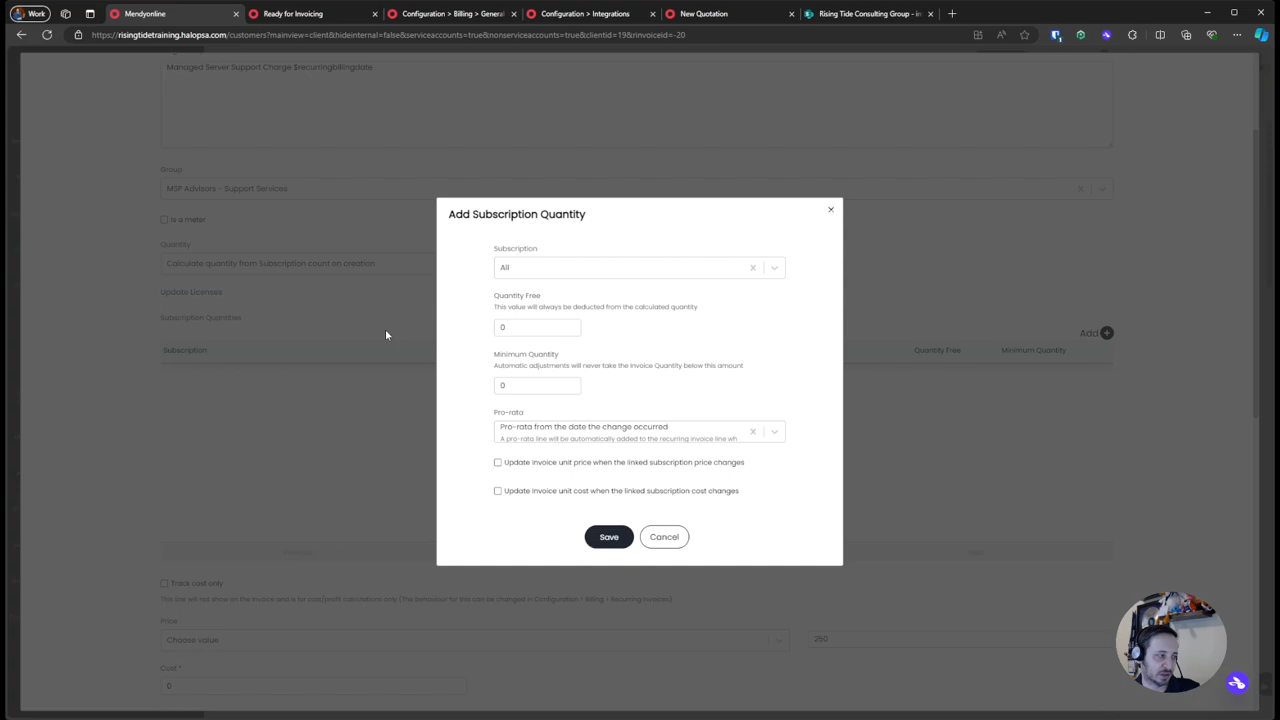 Work
Mendyonline
Ready for Invoicing
Configuration > Billing > General
Configuration > Integrations
New Quotation
Rising Tide Consulting Group - in
https://risingtidetraining.halopsa.com/customers?mainview=client&hideinternal=false&serviceaccounts=true&nonserviceaccounts=true&clientid=19&rinvoiceid=-20
Managed Server Support Charge $recurringbillingdate
Group
MSP Advisors - Support Services
Is a meter
Quantity
Calculate quantity from Subscription count on creation
Update Licenses
Subscription Quantities
Add
Subscription
Quantity Free
Minimum Quantity
Add Subscription Quantity
Subscription
All
Quantity Free
This value will always be deducted from the calculated quantity
0
Minimum Quantity
Automatic adjustments will never take the Invoice Quantity below this amount
0
Pro-rata
Pro-rata from the date the change occurred
A pro-rata line will be automatically added to the recurring invoice line wh
Update invoice unit price when the linked subscription price changes
Update invoice unit cost when the linked subscription cost changes
Save
Cancel
Previous
Next
Track cost only
This line will not show on the invoice and is for cost/profit calculations only (The behaviour for this can be changed in Configuration > Billing > Recurring Invoices)
Price
Choose value
250
Cost *
0